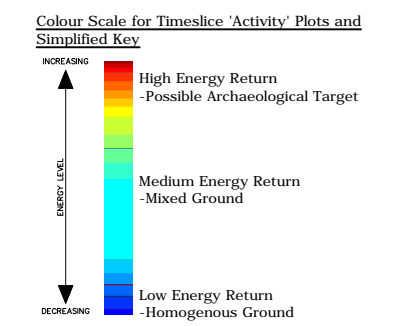 Colour Scale for Timeslice 'Activity' Plots and
Simplified Key
INCREASING
High Energy Return
-Possible Archaeological Target
ENERGY LEVEL
Medium Energy Return
-Mixed Ground
Low Energy Return
-Homogenous Ground
DECREASING